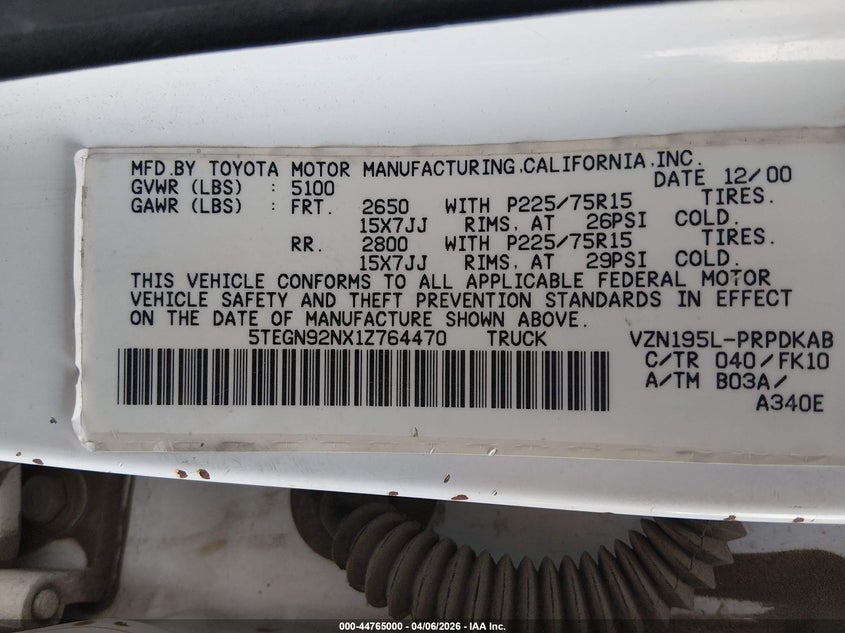 MFD.BY TOYOTA MOTOR MANUFACTURING,CALIFORNIA,INC.
GVWR (LBS) : 5100 DATE 12/00
GAWR (LBS) : FRT. 2650 WITH P225/75R15 TIRES.
15X7JJ RIMS, AT 26PSI COLD.
RR. 2800 WITH P225/75R15 TIRES.
15X7JJ RIMS, AT 29PSI COLD.
THIS VEHICLE CONFORMS TO ALL APPLICABLE FEDERAL MOTOR
VEHICLE SAFETY AND THEFT PREVENTION STANDARDS IN EFFECT
ON THE DATE OF MANUFACTURE SHOWN ABOVE.
5TEGN92NX1Z764470 TRUCK VZN195L-PRPDKAB
C/TR 040/FK10
A/TM B03A/
A340E
000-44765000 - 04/06/2026 - IAA Inc.